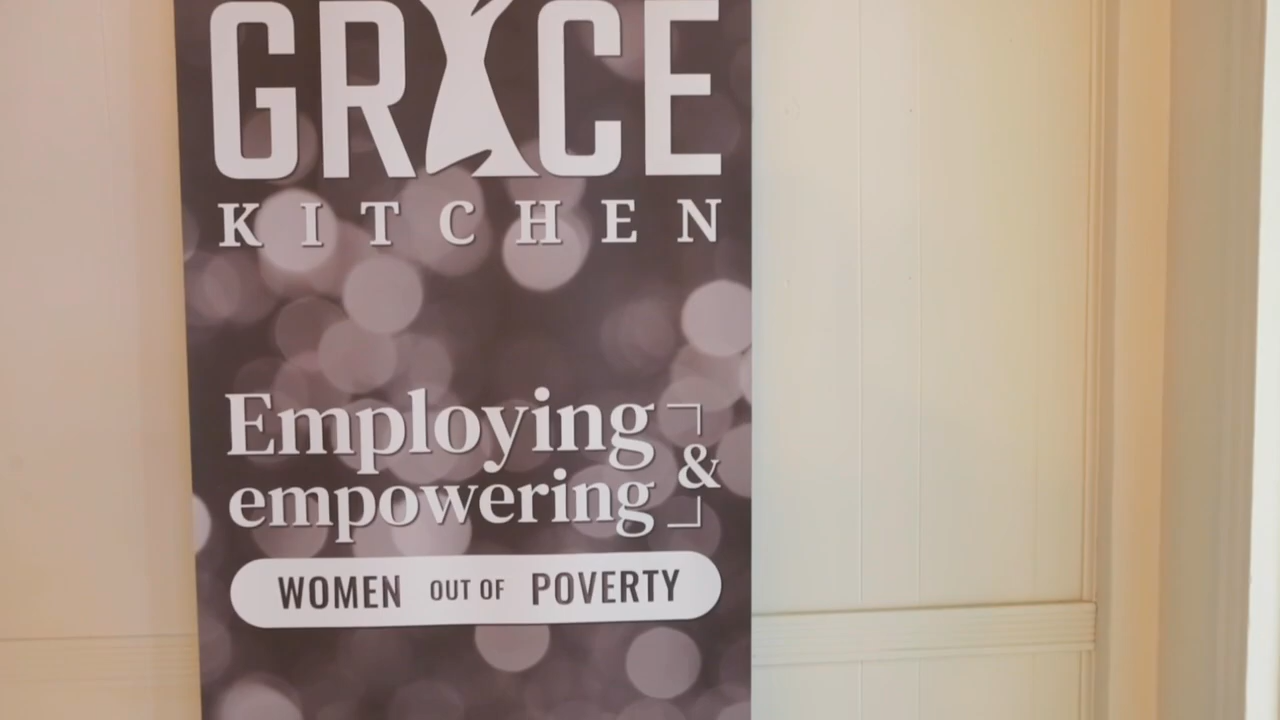 GRACE
KITCHEN
Employing
&
empowering
WOMEN OUT OF POVERTY